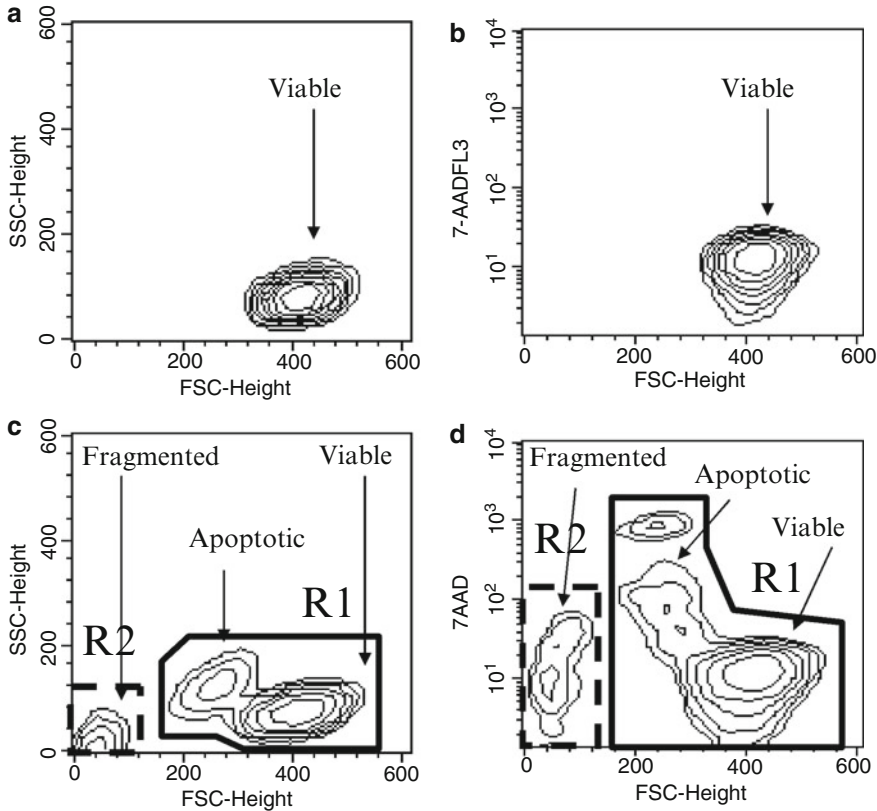 a
600
400
200
0
SSC-Height
Viable
0 200 400 600
FSC-Height
b
10^4
10^3
10^2
10^1
7-AADFL3
Viable
0 200 400 600
FSC-Height
c
600
400
200
0
SSC-Height
Fragmented
Viable
Apoptotic
R1
R2
0 200 400 600
FSC-Height
d
10^4
10^3
10^2
10^1
7AAD
Fragmented
Apoptotic
Viable
R2
R1
0 200 400 600
FSC-Height